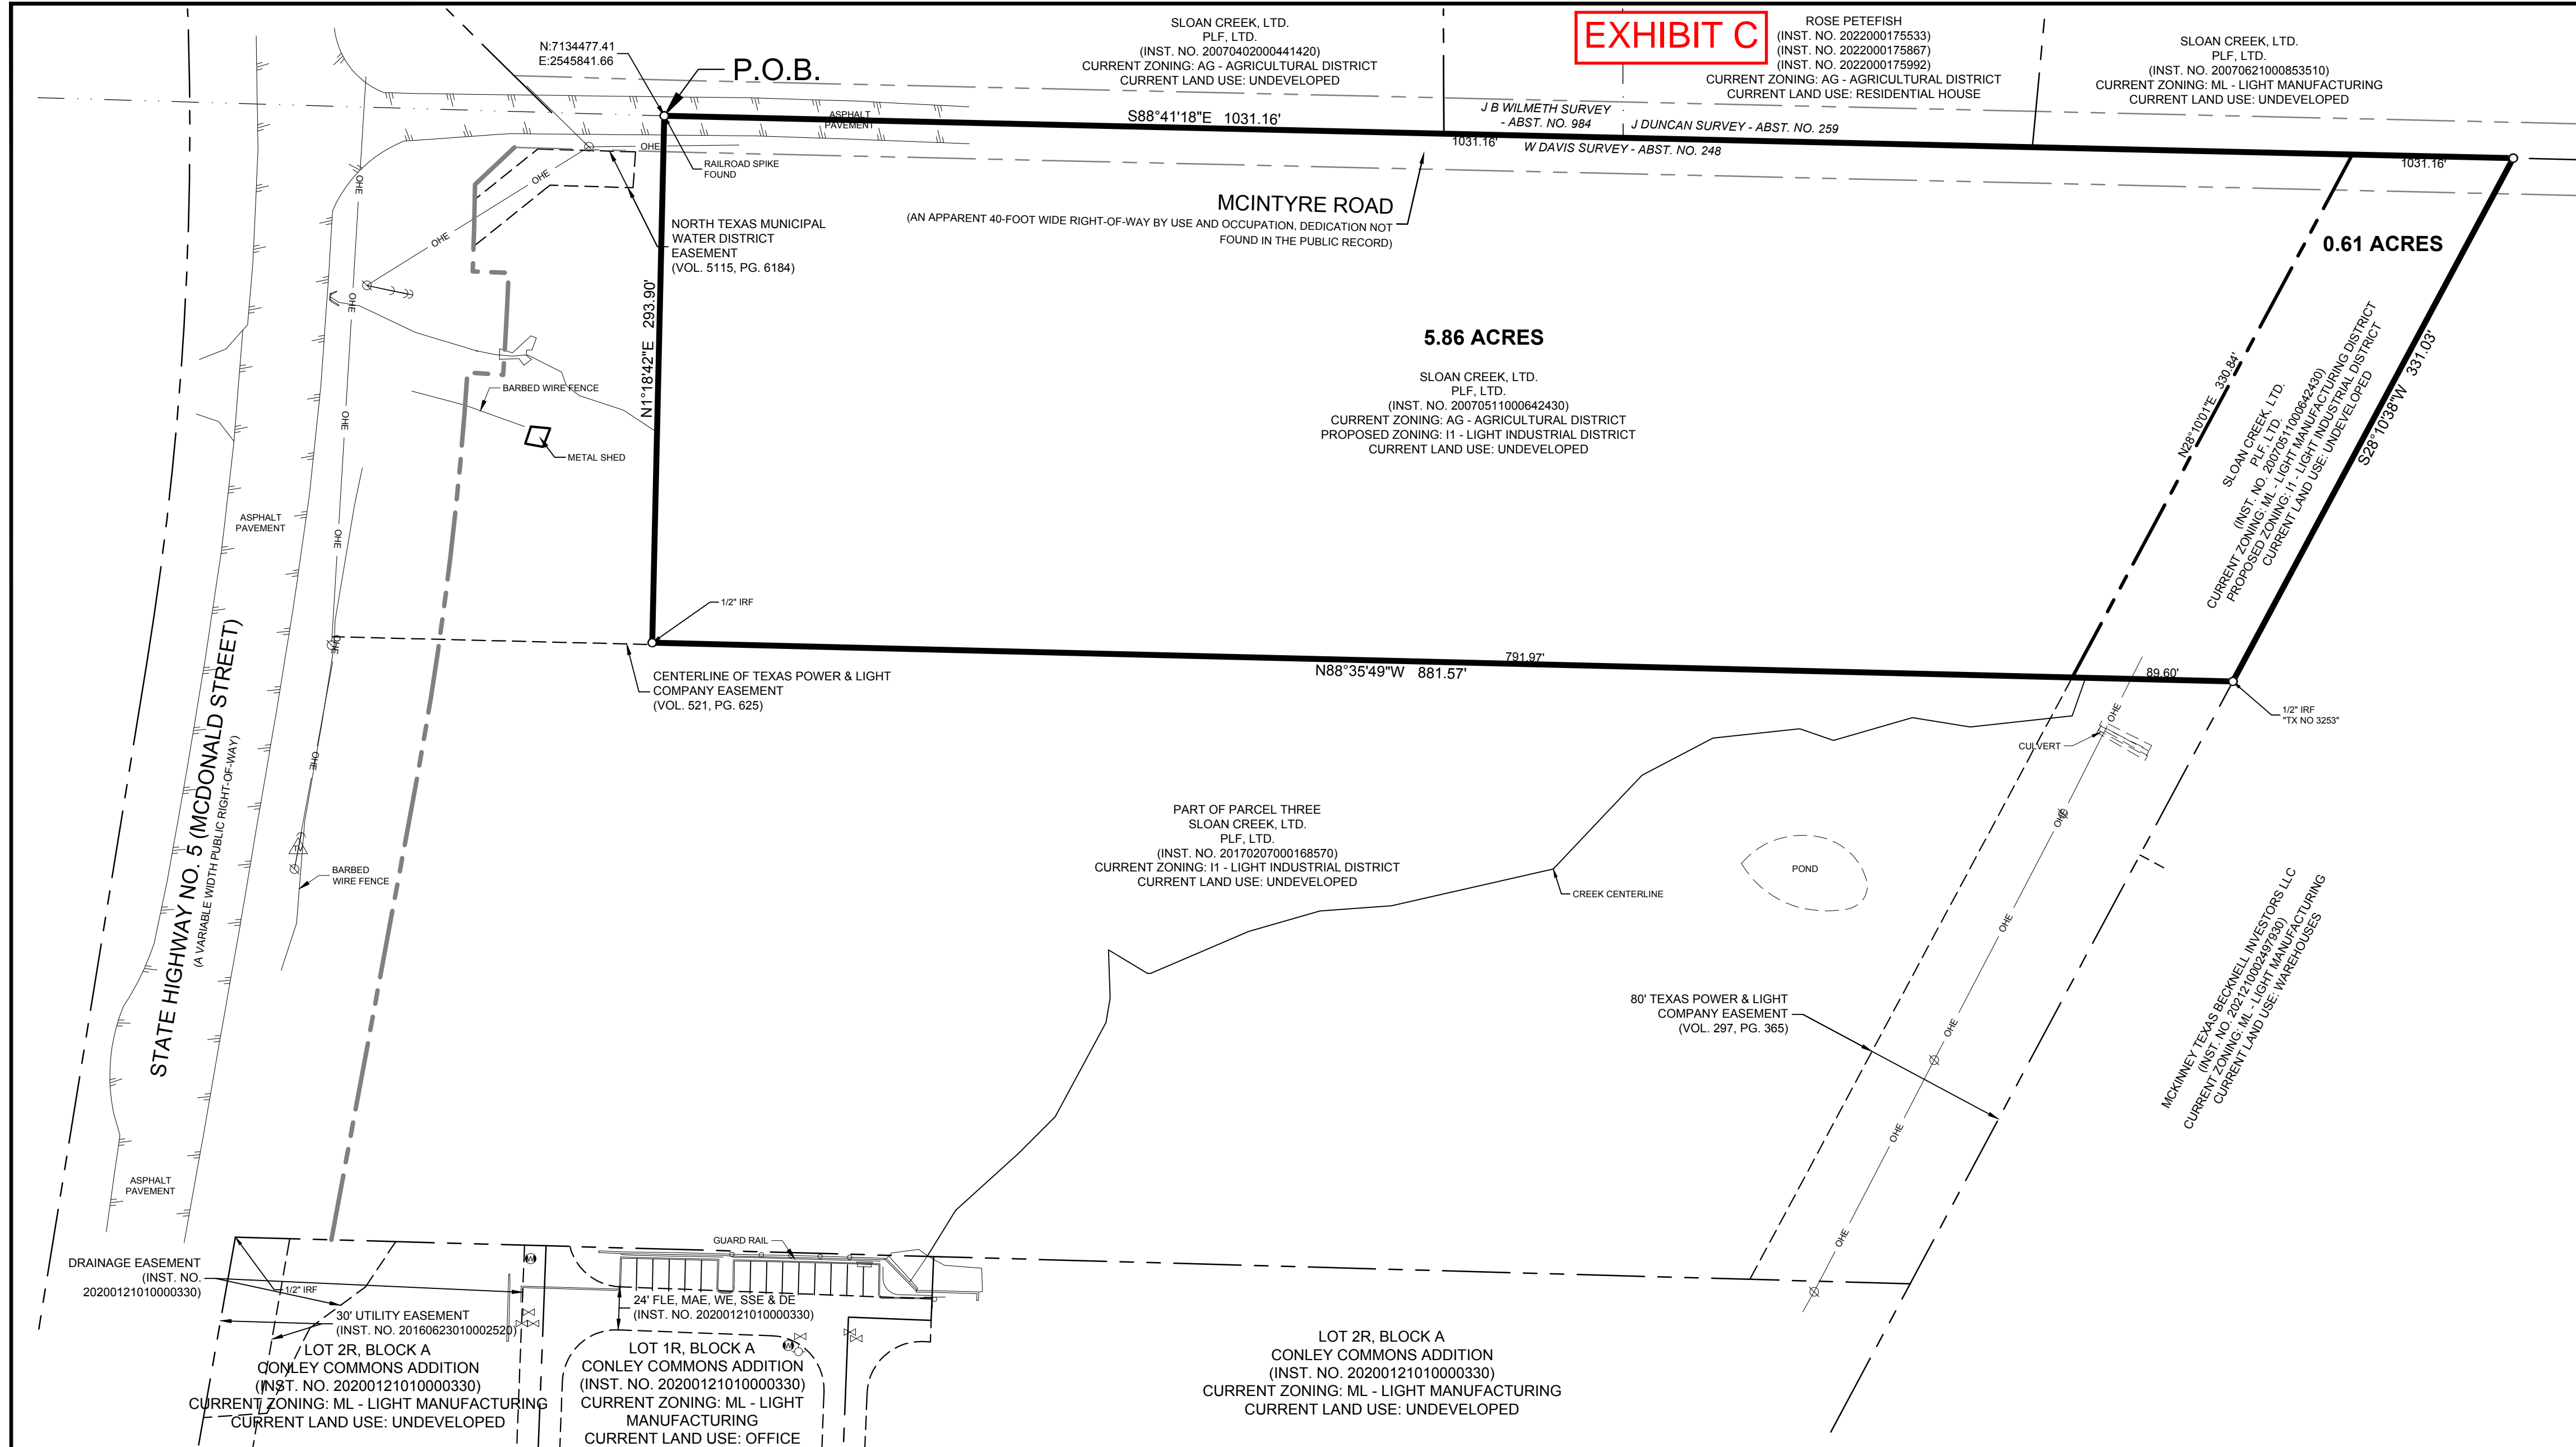 SLOAN CREEK, LTD.
PLF, LTD.
(INST. NO. 20070402000441420)
CURRENT ZONING: AG - AGRICULTURAL DISTRICT
CURRENT LAND USE: UNDEVELOPED
EXHIBIT C
ROSE PETEFISH
(INST. NO. 2022000175533)
(INST. NO. 2022000175867)
(INST. NO. 2022000175992)
CURRENT ZONING: AG - AGRICULTURAL DISTRICT
CURRENT LAND USE: RESIDENTIAL HOUSE
SLOAN CREEK, LTD.
PLF, LTD.
(INST. NO. 20070621000853510)
CURRENT ZONING: ML - LIGHT MANUFACTURING
CURRENT LAND USE: UNDEVELOPED
N:7134477.41
E:2545841.66
P.O.B.
ASPHALT
PAVEMENT
S88°41'18"E 1031.16'
J B WILMETH SURVEY
- ABST. NO. 984
J DUNCAN SURVEY - ABST. NO. 259
1031.16'
W DAVIS SURVEY - ABST. NO. 248
1031.16'
OHE
RAILROAD SPIKE
FOUND
OHE
OHE
OHE
OHE
MCINTYRE ROAD
(AN APPARENT 40-FOOT WIDE RIGHT-OF-WAY BY USE AND OCCUPATION, DEDICATION NOT
FOUND IN THE PUBLIC RECORD)
NORTH TEXAS MUNICIPAL
WATER DISTRICT
EASEMENT
(VOL. 5115, PG. 6184)
0.61 ACRES
N1°18'42"E 293.90'
5.86 ACRES
SLOAN CREEK, LTD.
PLF, LTD.
(INST. NO. 20070511000642430)
CURRENT ZONING: AG - AGRICULTURAL DISTRICT
PROPOSED ZONING: I1 - LIGHT INDUSTRIAL DISTRICT
CURRENT LAND USE: UNDEVELOPED
N28°10'01"E 330.84'
SLOAN CREEK, LTD.
PLF, LTD.
(INST. NO. 20070511000642430)
CURRENT ZONING: ML - LIGHT MANUFACTURING DISTRICT
PROPOSED ZONING: I1 - LIGHT INDUSTRIAL DISTRICT
CURRENT LAND USE: UNDEVELOPED
S28°10'38"W 331.03'
BARBED WIRE FENCE
OHE
METAL SHED
ASPHALT
PAVEMENT
OHE
1/2" IRF
OHE
CENTERLINE OF TEXAS POWER & LIGHT
COMPANY EASEMENT
(VOL. 521, PG. 625)
791.97'
N88°35'49"W 881.57'
89.60'
1/2" IRF
"TX NO 3253"
OHE
CULVERT
STATE HIGHWAY NO. 5 (MCDONALD STREET)
(A VARIABLE WIDTH PUBLIC RIGHT-OF-WAY)
OHE
TV
BARBED
WIRE FENCE
PART OF PARCEL THREE
SLOAN CREEK, LTD.
PLF, LTD.
(INST. NO. 20170207000168570)
CURRENT ZONING: I1 - LIGHT INDUSTRIAL DISTRICT
CURRENT LAND USE: UNDEVELOPED
OHE
POND
CREEK CENTERLINE
OHE
MCKINNEY TEXAS BECKNELL INVESTORS LLC
(INST. NO. 20212100002497930)
CURRENT ZONING: ML - LIGHT MANUFACTURING
CURRENT LAND USE: WAREHOUSES
80' TEXAS POWER & LIGHT
COMPANY EASEMENT
(VOL. 297, PG. 365)
OHE
OHE
ASPHALT
PAVEMENT
OHE
DRAINAGE EASEMENT
(INST. NO.
20200121010000330)
1/2" IRF
GUARD RAIL
30' UTILITY EASEMENT
(INST. NO. 20160623010002520)
24' FLE, MAE, WE, SSE & DE
(INST. NO. 20200121010000330)
LOT 2R, BLOCK A
CONLEY COMMONS ADDITION
(INST. NO. 20200121010000330)
CURRENT ZONING: ML - LIGHT MANUFACTURING
CURRENT LAND USE: UNDEVELOPED
LOT 1R, BLOCK A
CONLEY COMMONS ADDITION
(INST. NO. 20200121010000330)
CURRENT ZONING: ML - LIGHT
MANUFACTURING
CURRENT LAND USE: OFFICE
LOT 2R, BLOCK A
CONLEY COMMONS ADDITION
(INST. NO. 20200121010000330)
CURRENT ZONING: ML - LIGHT MANUFACTURING
CURRENT LAND USE: UNDEVELOPED